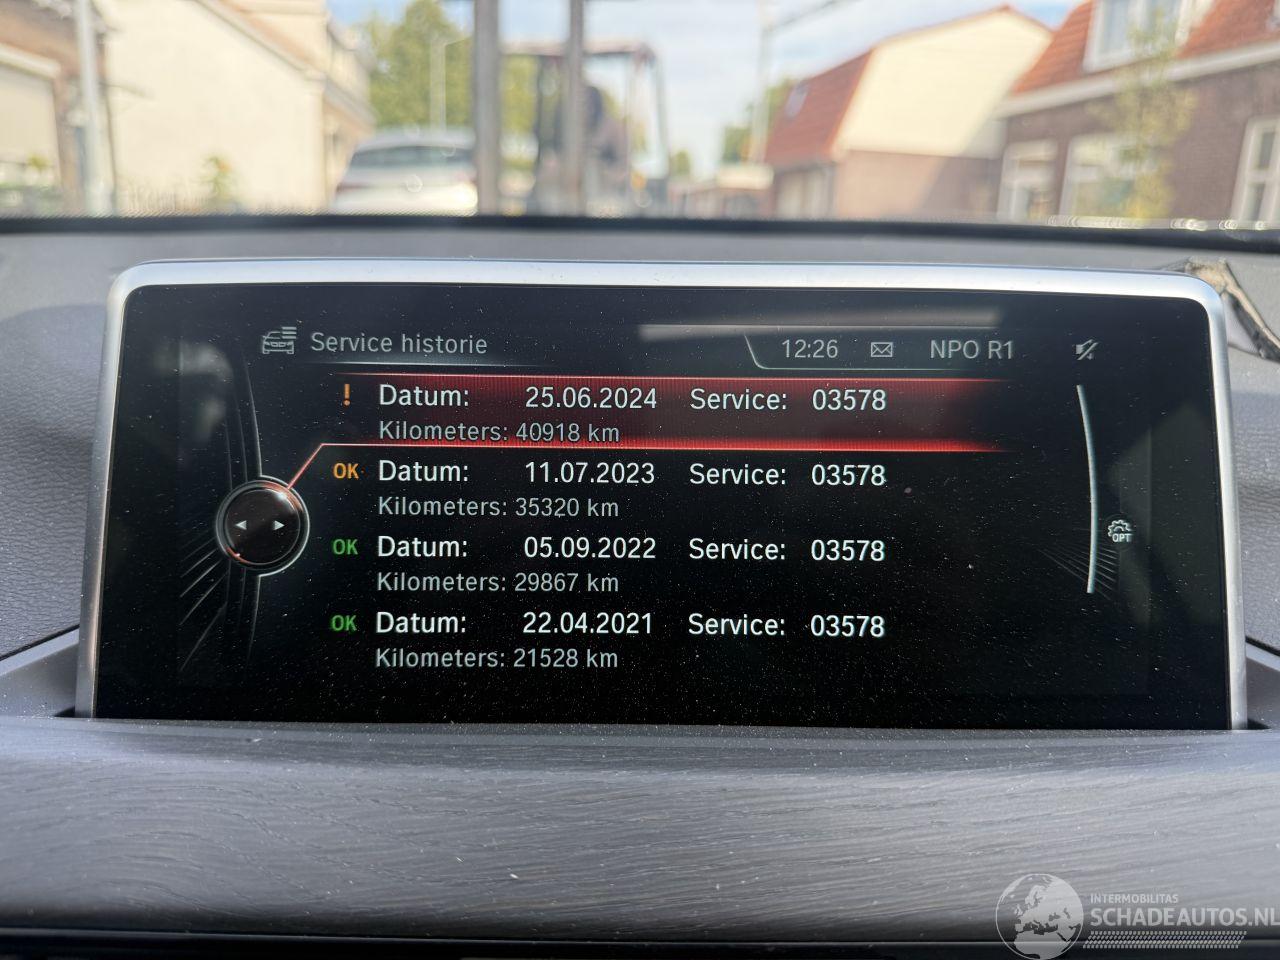 Service historie
12:26 NPO R1
! Datum: 25.06.2024 Service: 03578
Kilometers: 40918 km
OK Datum: 11.07.2023 Service: 03578
Kilometers: 35320 km
OPT
OK Datum: 05.09.2022 Service: 03578
Kilometers: 29867 km
OK Datum: 22.04.2021 Service: 03578
Kilometers: 21528 km
INTERMOBILITAS
SCHADEAUTOS.NL